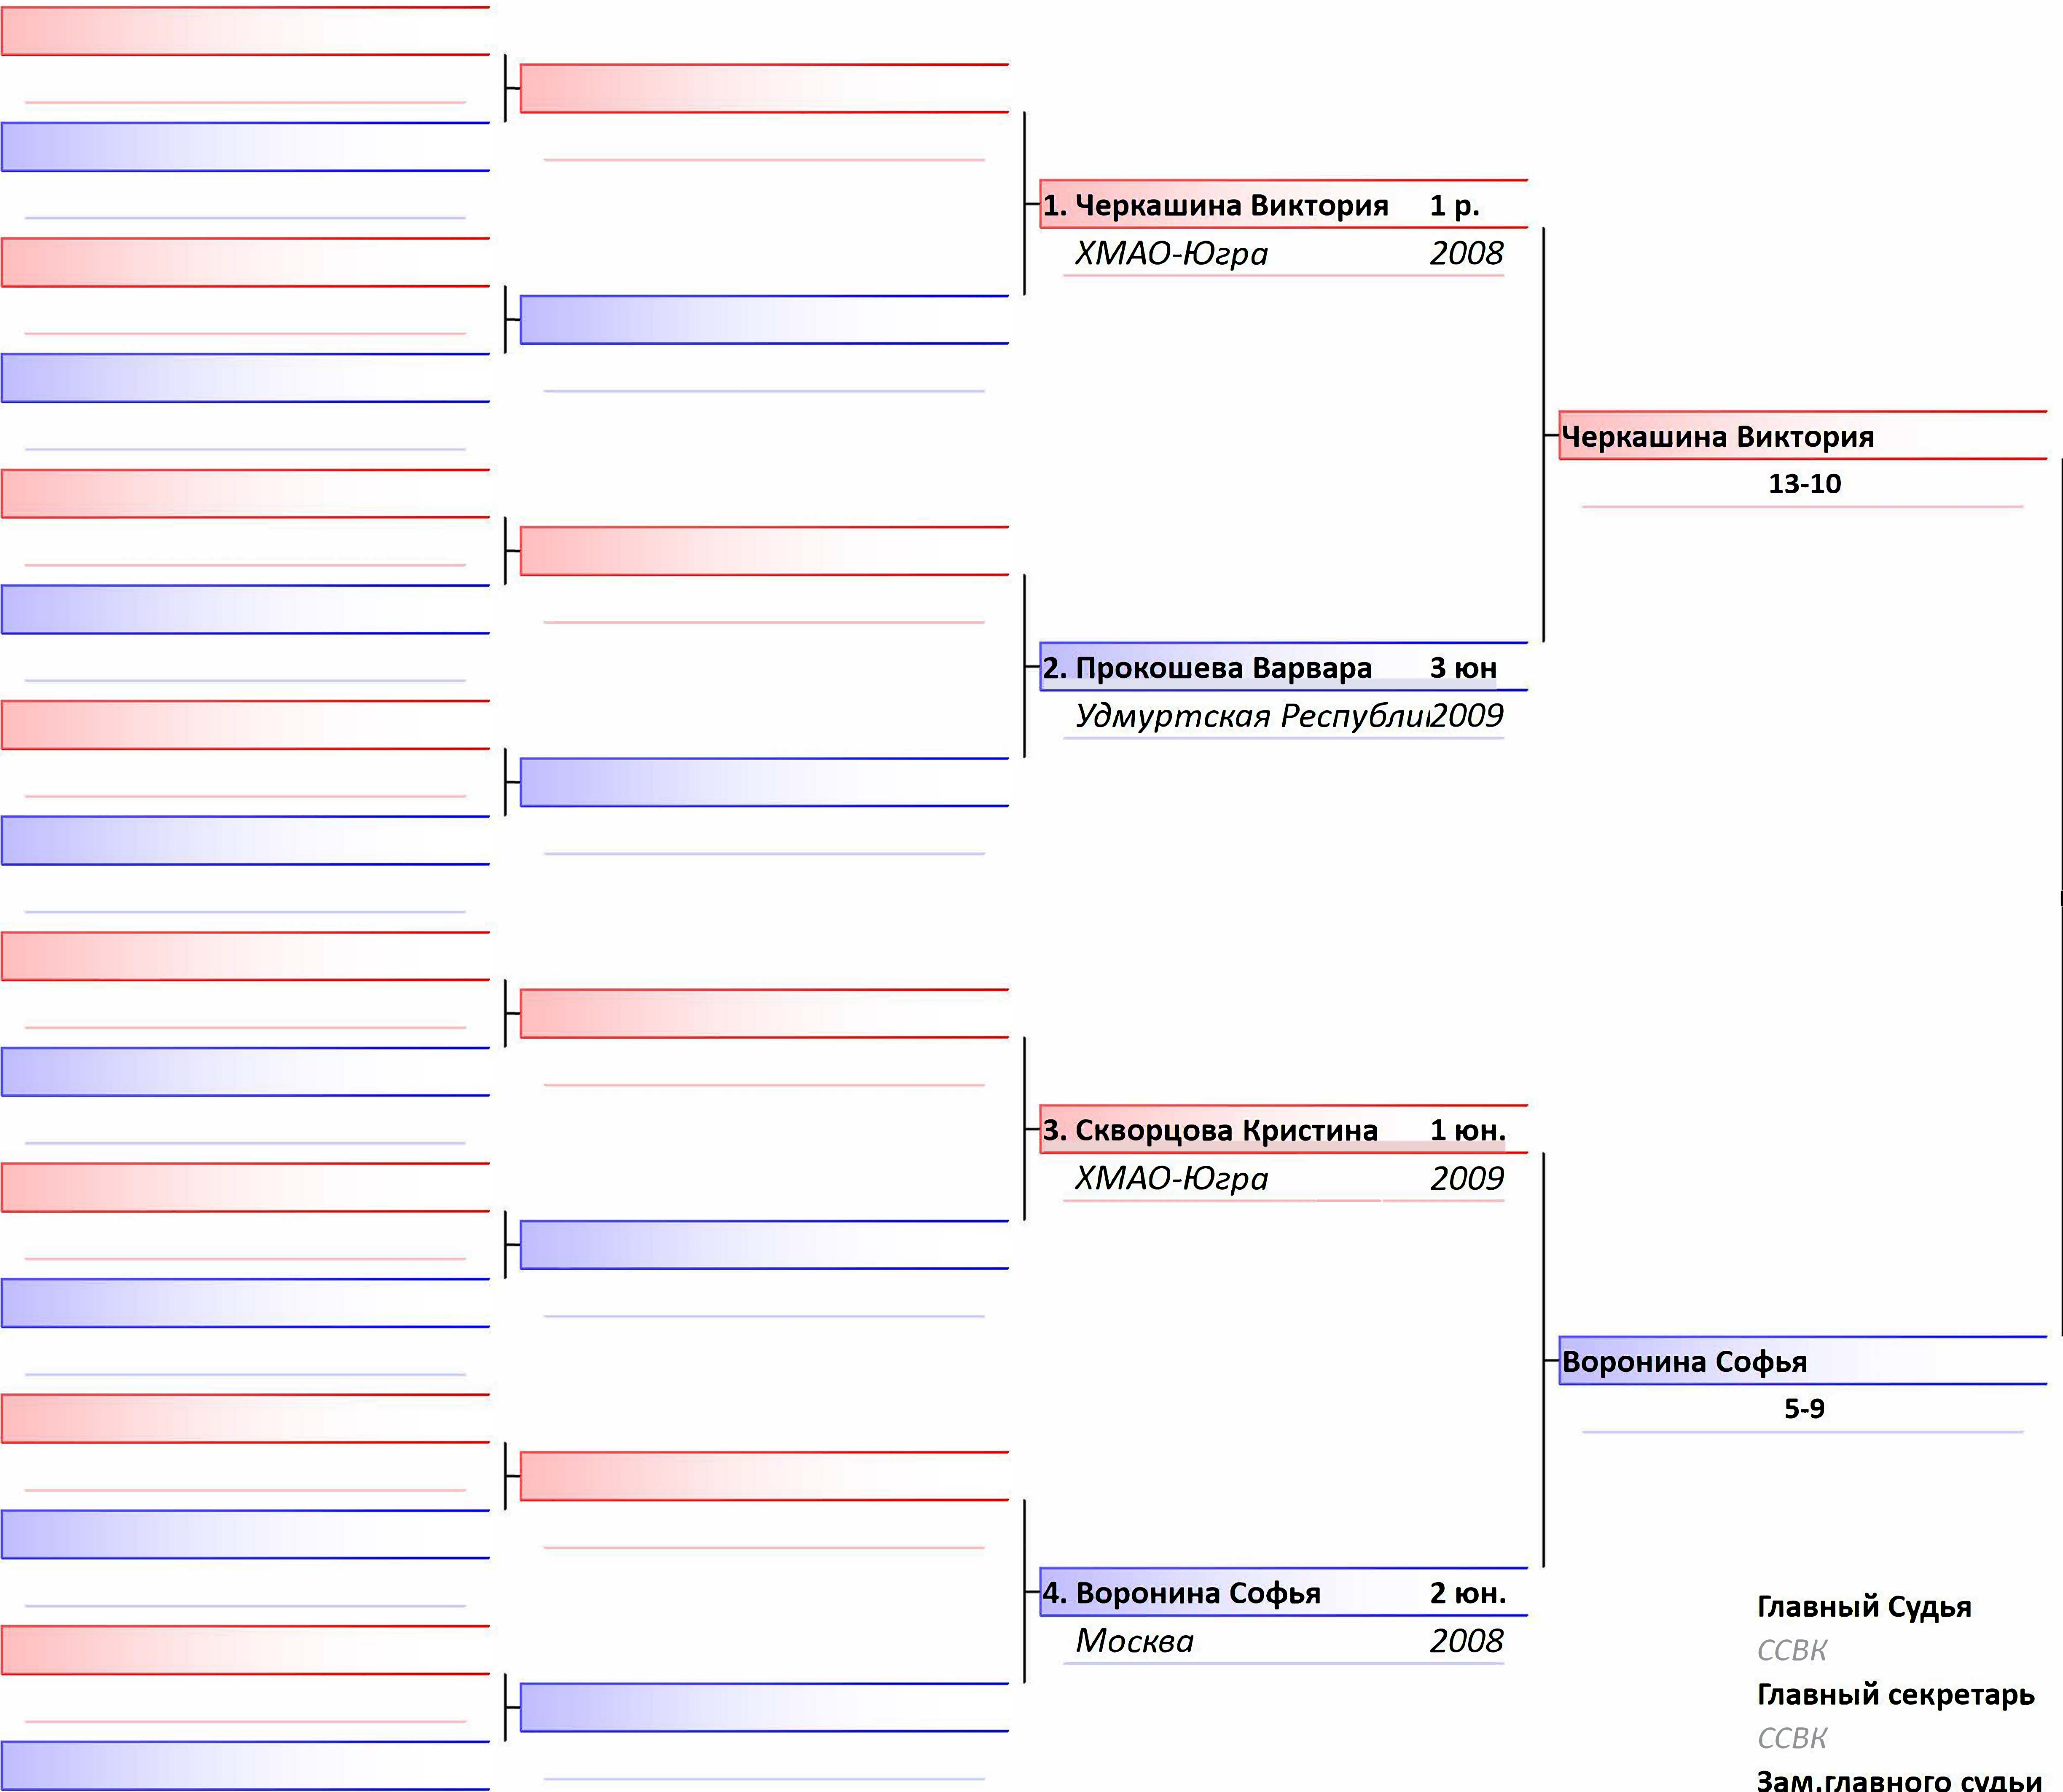 1. Черкашина Виктория 1 р.
ХМАО-Югра 2008
Черкашина Виктория
13-10
2. Прокошева Варвара 3 юн
Удмуртская 2009
3. Скворцова Кристина 1 юн.
ХМАО-Югра 2009
Воронина Софья
5-9
4. Воронина Софья 2 юн.
Москва 2008
Главный Судья
ССВК
Главный секретарь
ССВК
Зам.главного судьи